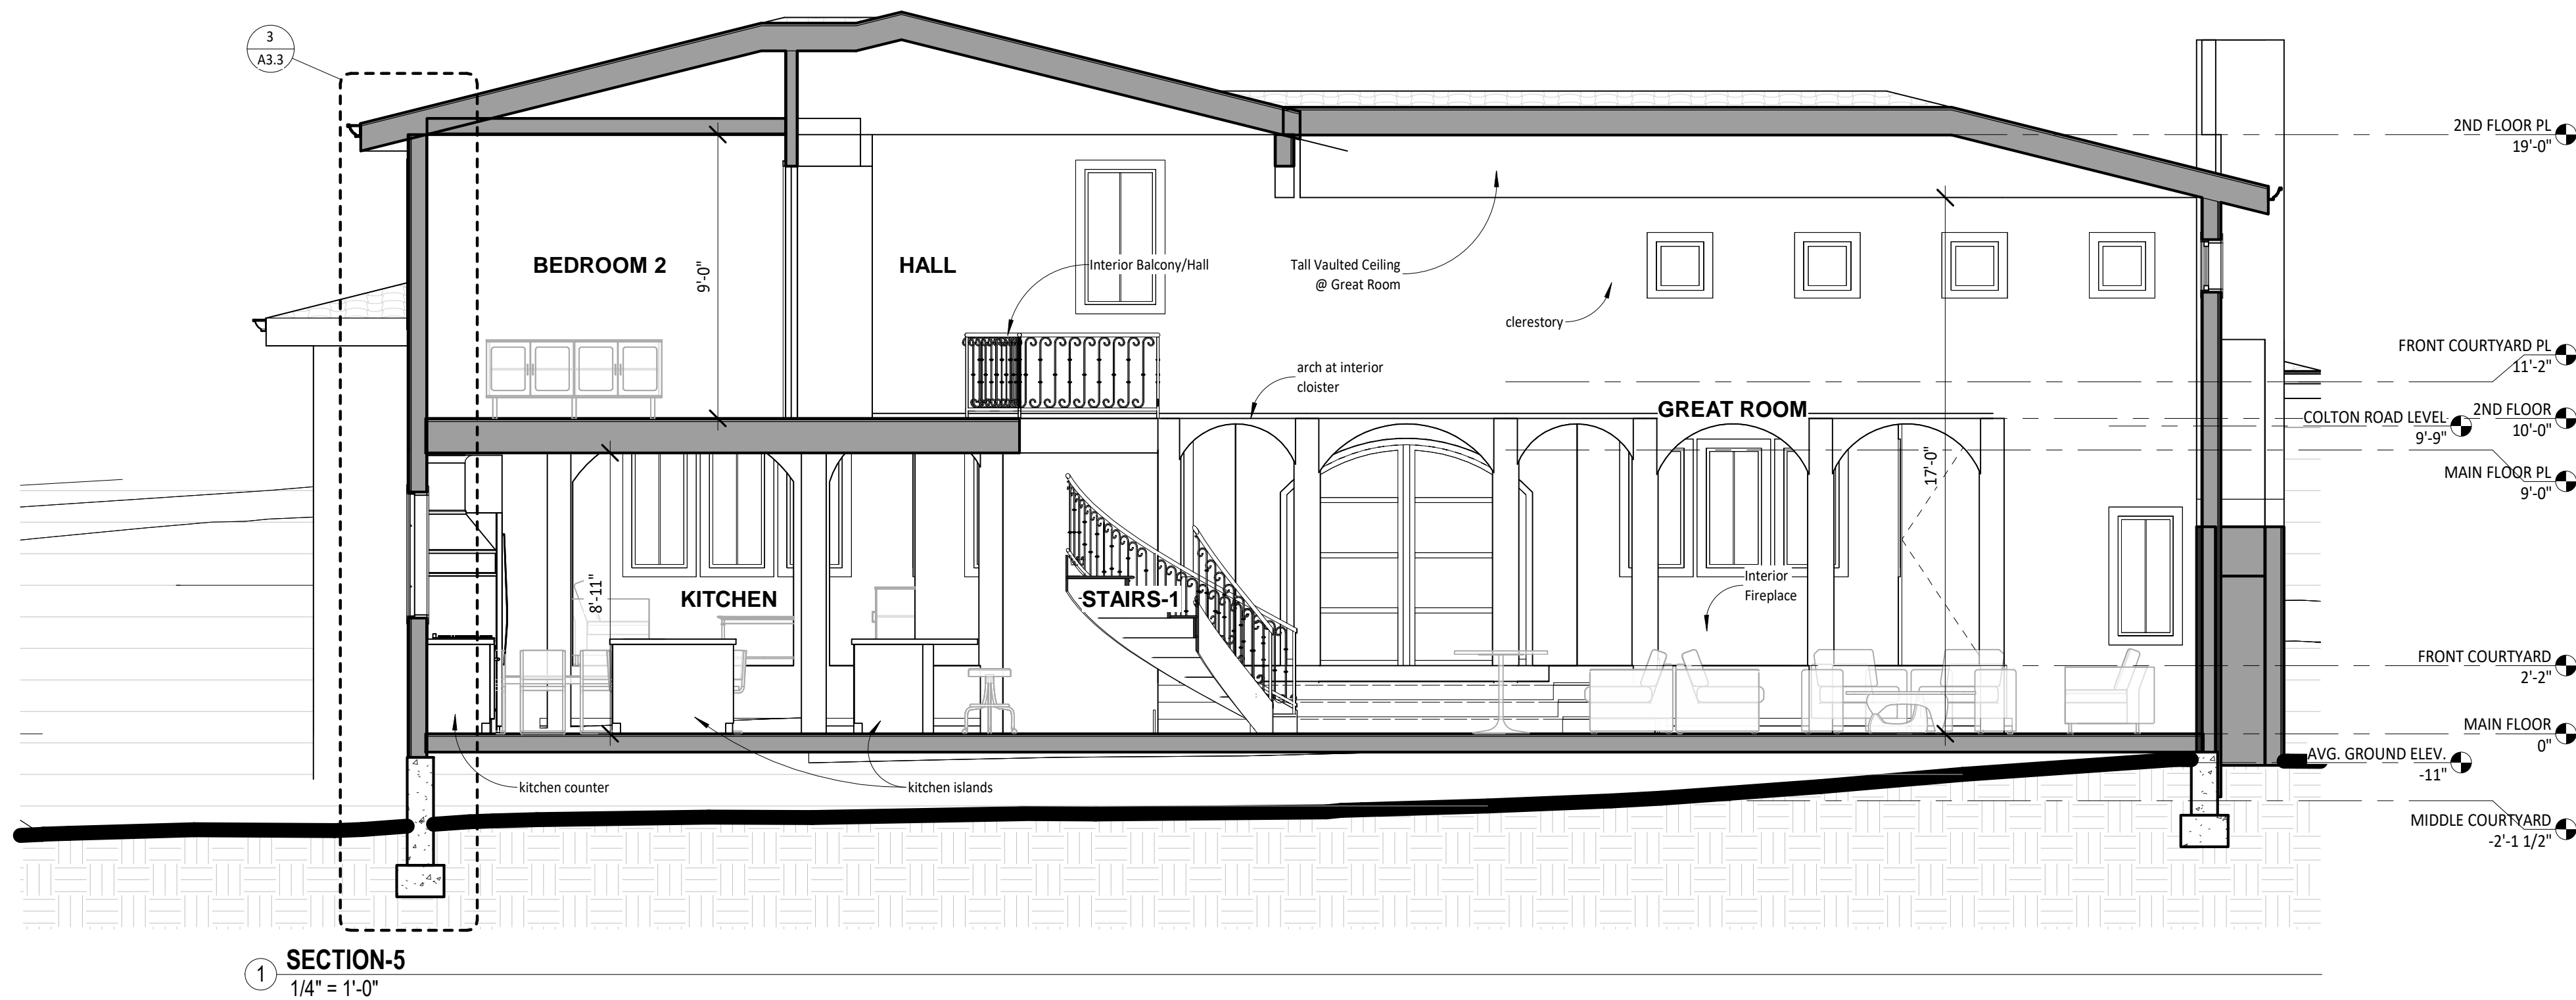 3
A3.3
2ND FLOOR PL
19'-0"
BEDROOM 2
9'-0"
HALL
Interior Balcony/Hall
Tall Vaulted Ceiling
@ Great Room
clerestory
FRONT COURTYARD PL
11'-2"
arch at interior
cloister
GREAT ROOM
COLTON ROAD LEVEL
9'-9"
2ND FLOOR
10'-0"
17'-0"
MAIN FLOOR PL
9'-0"
8'-11"
KITCHEN
STAIRS-1
Interior
Fireplace
FRONT COURTYARD
2'-2"
MAIN FLOOR
0"
AVG. GROUND ELEV.
-11"
kitchen counter
kitchen islands
MIDDLE COURTYARD
-2'-1 1/2"
1
SECTION-5
1/4" = 1'-0"